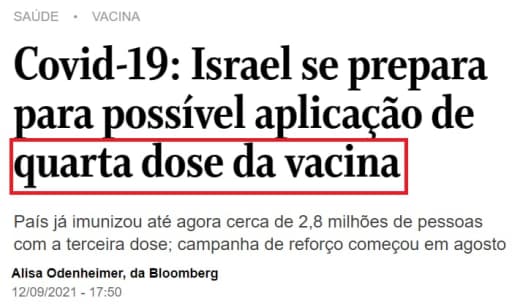 SAÚDE • VACINA
Covid-19: Israel se prepara
para possível aplicação de
quarta dose da vacina
País já imunizou até agora cerca de 2,8 milhões de pessoas
com a terceira dose; campanha de reforço começou em agosto
Alisa Odenheimer, da Bloomberg
12/09/2021 - 17:50